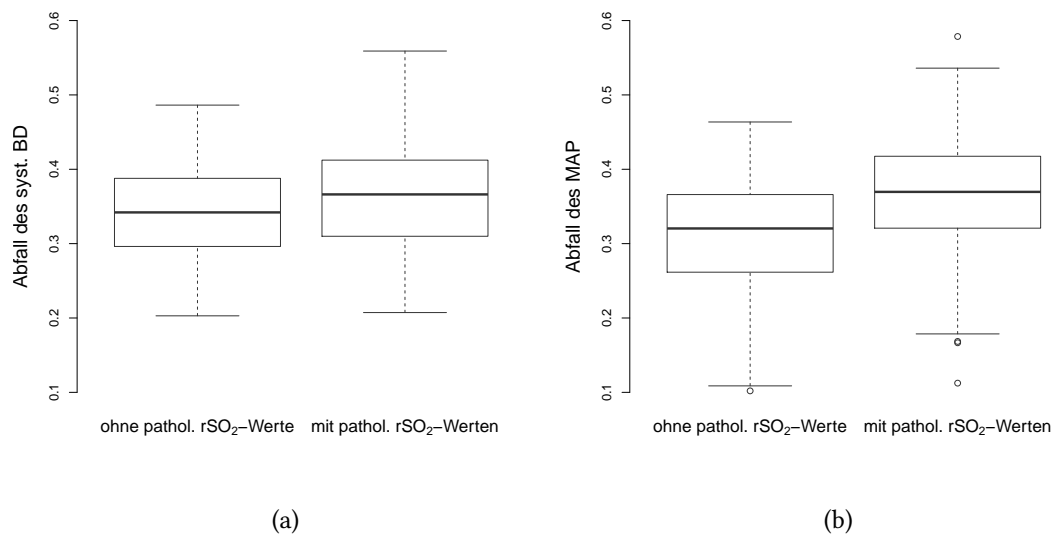 0.6
0.5
0.4
0.3
0.2
0.1
Abfall des syst. BD
ohne pathol. rSO₂−Werte
mit pathol. rSO₂−Werten
(a)
0.6
0.5
0.4
0.3
0.2
0.1
Abfall des MAP
ohne pathol. rSO₂−Werte
mit pathol. rSO₂−Werten
(b)